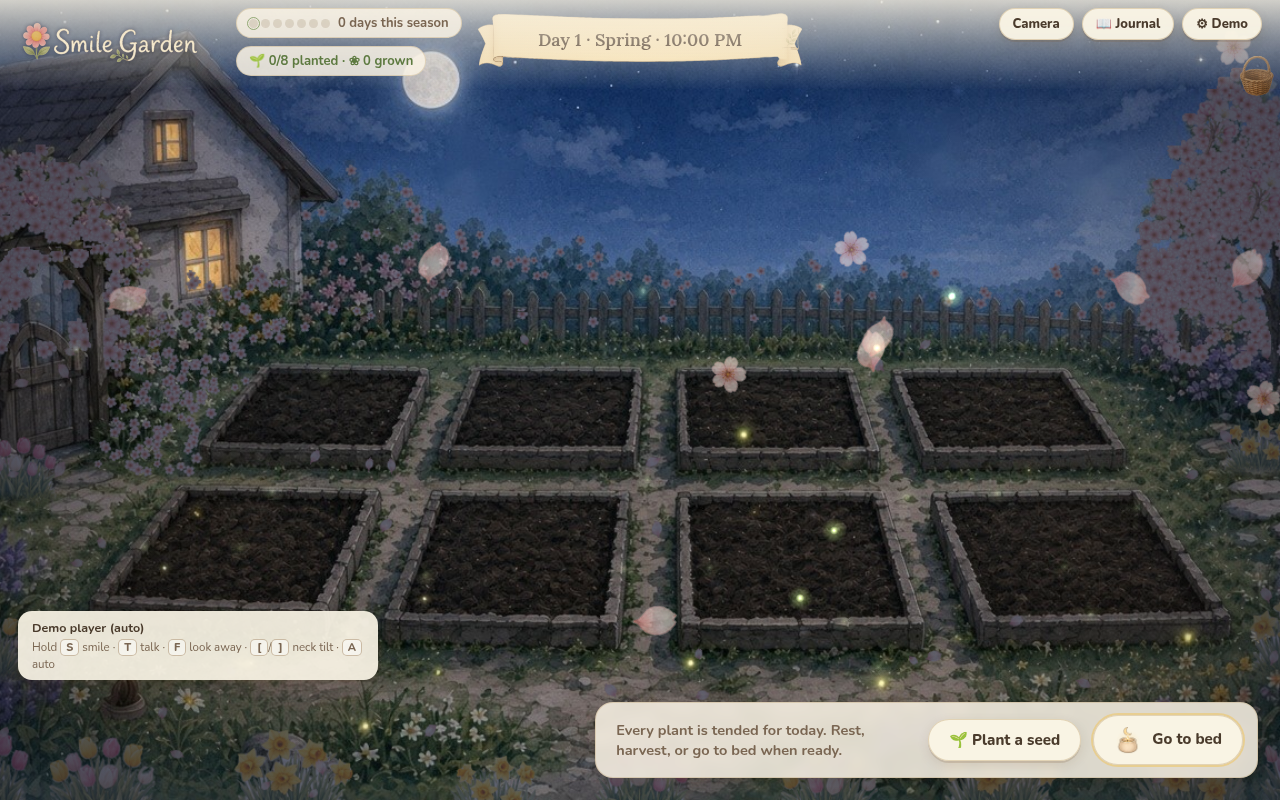 Smile Garden
0 days this season
0/8 planted · 0 grown
Day 1 · Spring · 10:00 PM
Camera
Journal
Demo
Demo player (auto)
Hold S smile · T talk · F look away · [ / ] neck tilt · A
auto
Every plant is tended for today. Rest,
harvest, or go to bed when ready.
Plant a seed
Go to bed